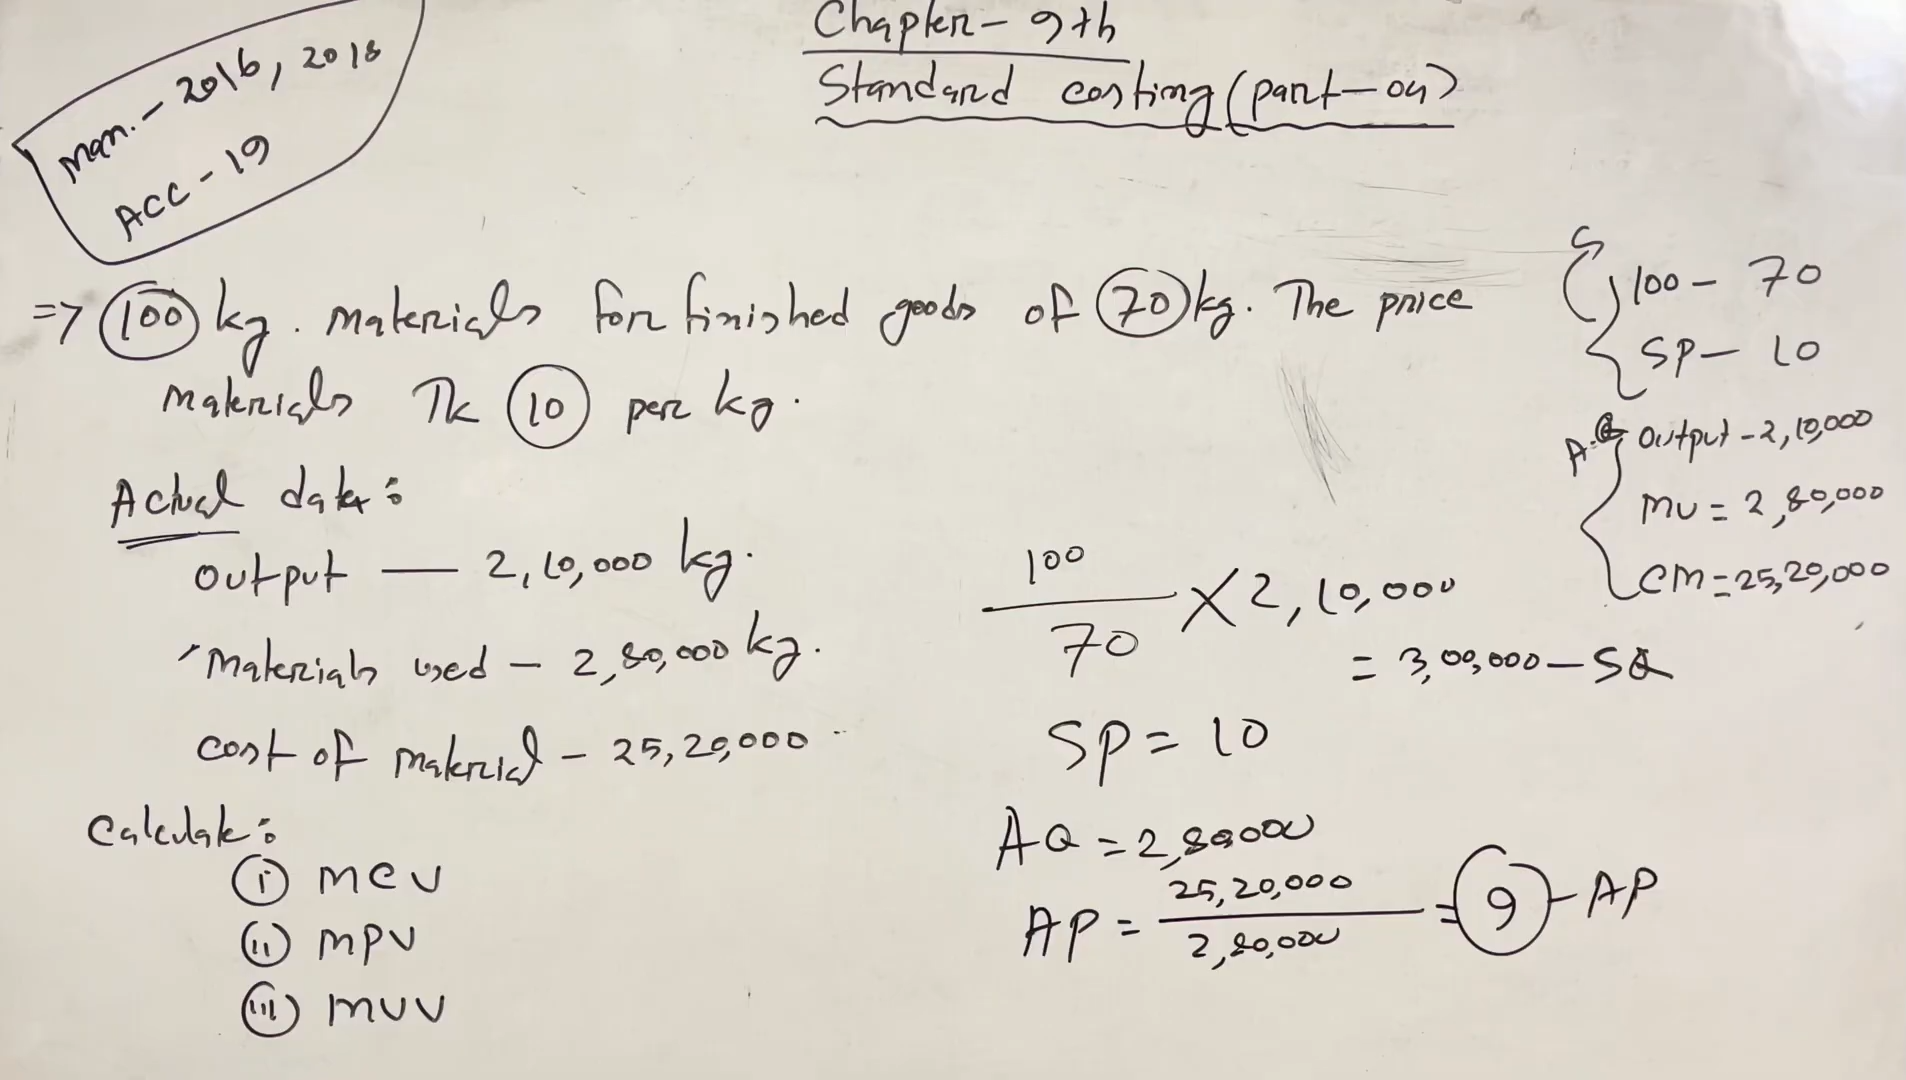 Chapter - 9th
Standard costing (part-04)
Man. - 2016, 2018
ACC - 19
=> 100 kg. materials for finished goods of 70 kg. The price
materials Tk 10 per kg.
Actual data:
output — 2,10,000 kg.
Materials used - 2,80,000 kg.
cost of material - 25,20,000
Calculate:
(i) MCV
(ii) MPV
(iii) MUV
S
100 - 70
SP - 10
A.
Output - 2,10,000
MU = 2,80,000
CM = 25,20,000
100
70
× 2,10,000
= 3,00,000 - SQ
SP = 10
AQ = 2,80,000
AP = 25,20,000 / 2,80,000 = 9 - AP